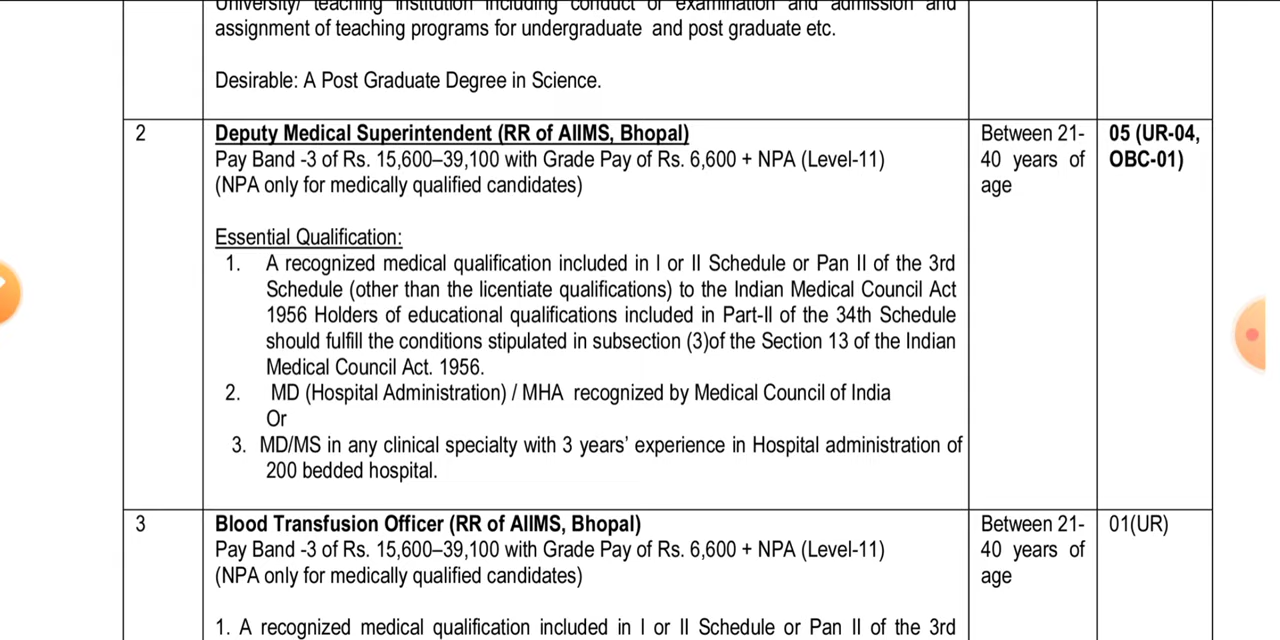 University/ teaching institution including conduct of examination and admission and
assignment of teaching programs for undergraduate and post graduate etc.
Desirable: A Post Graduate Degree in Science.
2
Deputy Medical Superintendent (RR of AIIMS, Bhopal)
Pay Band -3 of Rs. 15,600–39,100 with Grade Pay of Rs. 6,600 + NPA (Level-11)
(NPA only for medically qualified candidates)
Essential Qualification:
1. A recognized medical qualification included in I or II Schedule or Pan II of the 3rd
Schedule (other than the licentiate qualifications) to the Indian Medical Council Act
1956 Holders of educational qualifications included in Part-II of the 34th Schedule
should fulfill the conditions stipulated in subsection (3)of the Section 13 of the Indian
Medical Council Act. 1956.
2. MD (Hospital Administration) / MHA recognized by Medical Council of India
Or
3. MD/MS in any clinical specialty with 3 years’ experience in Hospital administration of
200 bedded hospital.
Between 21-
40 years of
age
05 (UR-04,
OBC-01)
3
Blood Transfusion Officer (RR of AIIMS, Bhopal)
Pay Band -3 of Rs. 15,600–39,100 with Grade Pay of Rs. 6,600 + NPA (Level-11)
(NPA only for medically qualified candidates)
1. A recognized medical qualification included in I or II Schedule or Pan II of the 3rd
Between 21-
40 years of
age
01(UR)